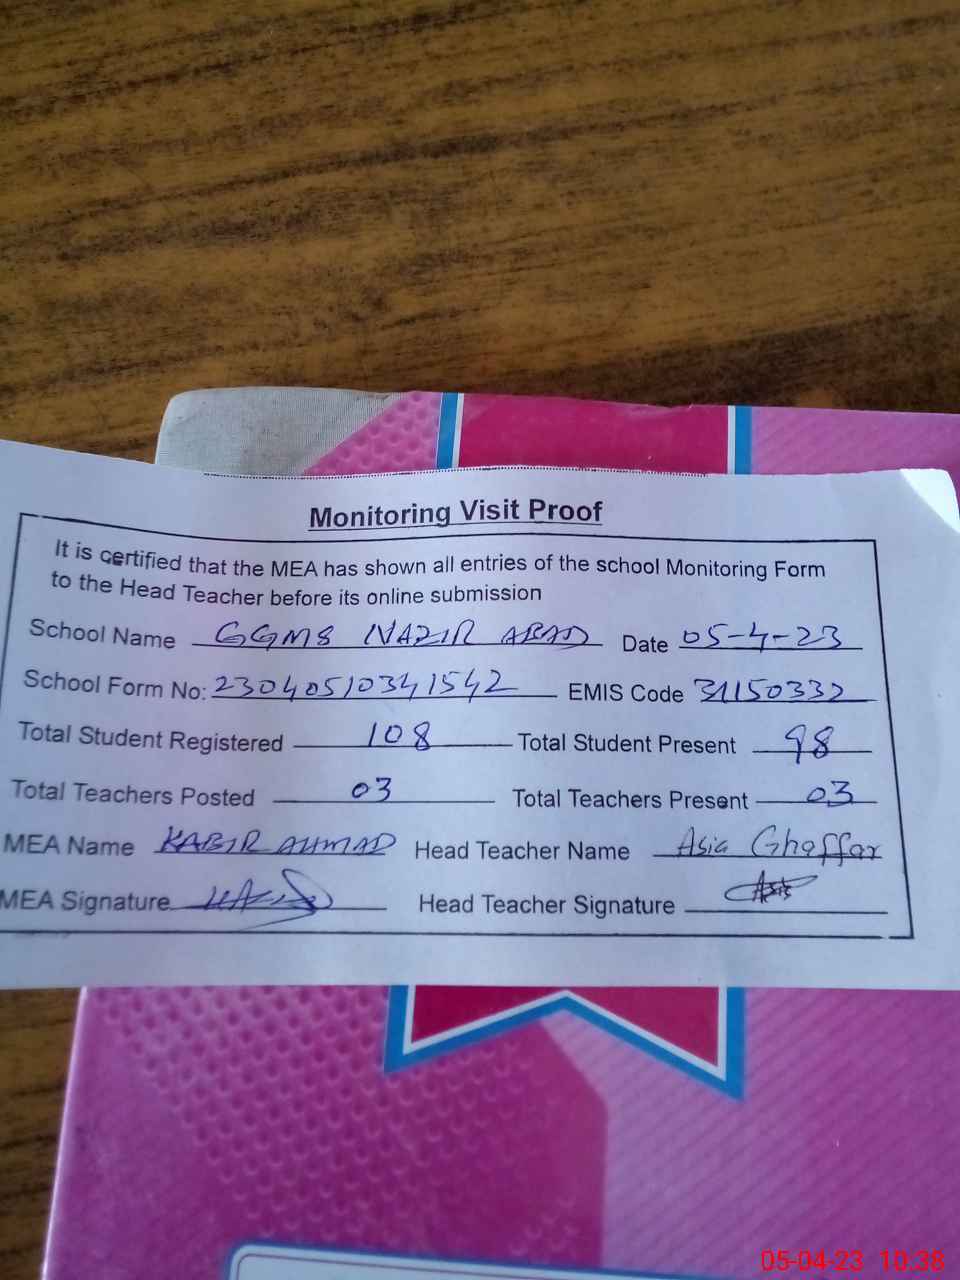 Monitoring Visit Proof
It is certified that the MEA has shown all entries of the school Monitoring Form
to the Head Teacher before its online submission
School Name GGMS NAZIR ABAD Date 05-4-23
School Form No: 23040510341542 EMIS Code 31150332
Total Student Registered 108 Total Student Present 98
Total Teachers Posted 03 Total Teachers Present 03
MEA Name KABIR AHMAD Head Teacher Name Asia Ghaffar
MEA Signature Head Teacher Signature Asia
05-04-23 10:38